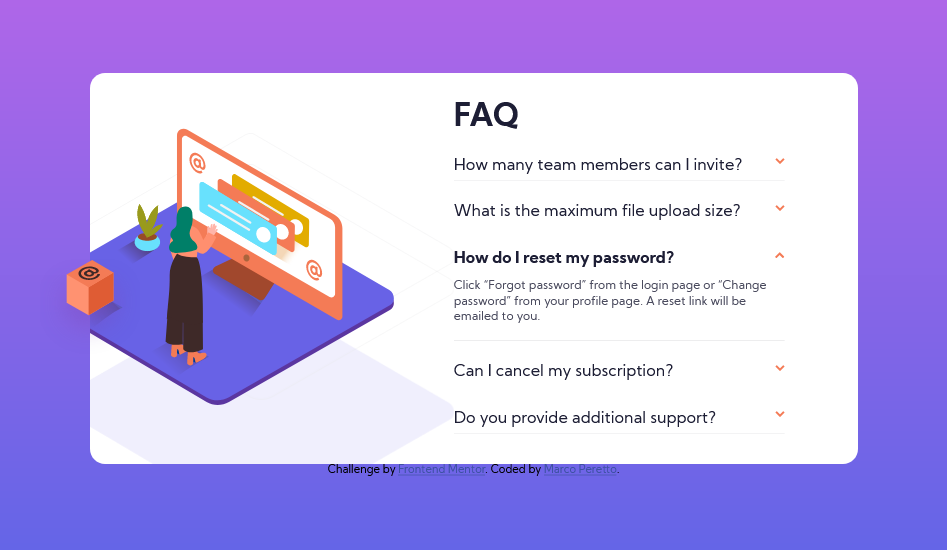 FAQ
How many team members can I invite?
What is the maximum file upload size?
How do I reset my password?
Click “Forgot password” from the login page or “Change
password” from your profile page. A reset link will be
emailed to you.
Can I cancel my subscription?
Do you provide additional support?
Challenge by Frontend Mentor. Coded by Marco Peretto.
@
@
@